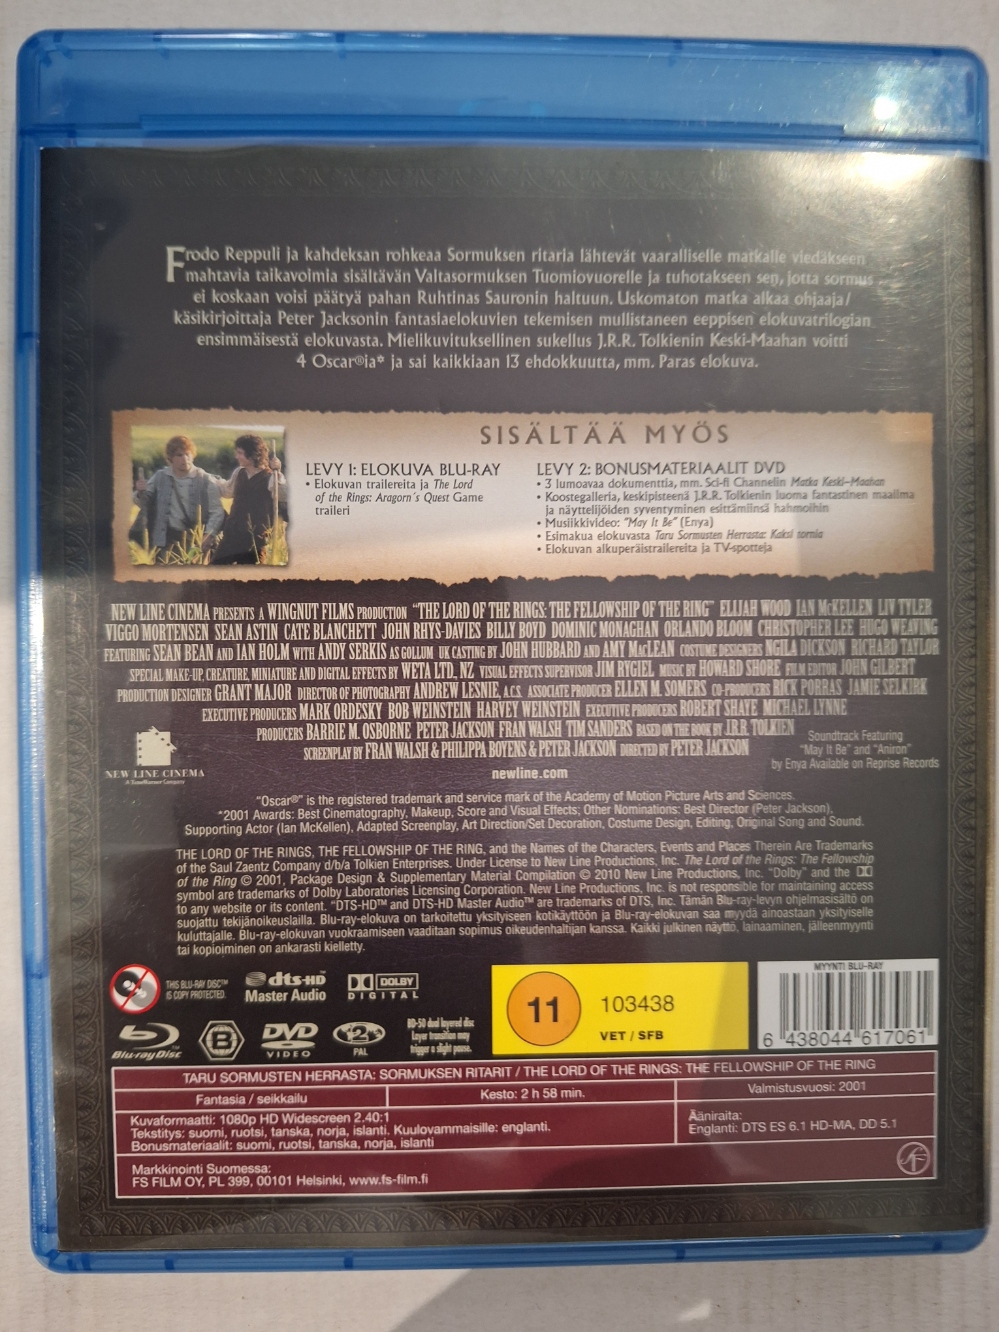 Frodo Reppuli ja kahdeksan rohkeaa Sormuksen ritaria lähtevät vaaralliselle matkalle viedäkseen
mahtavia taikavoimia sisältävän Valtasormuksen Tuomiovuorelle ja tuhotakseen sen, jotta sormus
ei koskaan voisi päätyä pahan Ruhtinas Sauronin haltuun. Uskomaton matka alkaa ohjaaja/
käsikirjoittaja Peter Jacksonin fantasiaelokuvien tekemisen mullistaneen eeppisen elokuvatrilogian
ensimmäisestä elokuvasta. Mielikuvituksellinen sukellus J.R.R. Tolkienin Keski-Maahan voitti
4 Oscar®ia* ja sai kaikkiaan 13 ehdokkuutta, mm. Paras elokuva.
SISÄLTÄÄ MYÖS
LEVY 1: ELOKUVA BLU-RAY
• Elokuvan trailereita ja The Lord
of the Rings: Aragorn´s Quest Game
traileri
LEVY 2: BONUSMATERIAALIT DVD
• 3 lumoavaa dokumenttia, mm. Sci-fi Channelin Matka Keski-Maahan
• Koostegalleria, keskipisteenä J.R.R. Tolkienin luoma fantastinen maailma
ja näyttelijöiden syventyminen esittämiinsä hahmoihin
• Musiikkivideo: "May It Be" (Enya)
• Esimakua elokuvasta Taru Sormusten Herrasta: Kaksi tornia
• Elokuvan alkuperäistrailereita ja TV-spotteja
NEW LINE CINEMA PRESENTS A WINGNUT FILMS PRODUCTION "THE LORD OF THE RINGS: THE FELLOWSHIP OF THE RING" ELIJAH WOOD IAN McKELLEN LIV TYLER
VIGGO MORTENSEN SEAN ASTIN CATE BLANCHETT JOHN RHYS-DAVIES BILLY BOYD DOMINIC MONAGHAN ORLANDO BLOOM CHRISTOPHER LEE HUGO WEAVING
FEATURING SEAN BEAN AND IAN HOLM WITH ANDY SERKIS AS GOLLUM UK CASTING BY JOHN HUBBARD AND AMY MacLEAN COSTUME DESIGNERS NGILA DICKSON RICHARD TAYLOR
SPECIAL MAKE-UP, CREATURE, MINIATURE AND DIGITAL EFFECTS BY WETA LTD, NZ VISUAL EFFECTS SUPERVISOR JIM RYGIEL MUSIC BY HOWARD SHORE FILM EDITOR JOHN GILBERT
PRODUCTION DESIGNER GRANT MAJOR DIRECTOR OF PHOTOGRAPHY ANDREW LESNIE, A.C.S. ASSOCIATE PRODUCER ELLEN M. SOMERS CO-PRODUCERS RICK PORRAS JAMIE SELKIRK
EXECUTIVE PRODUCERS MARK ORDESKY BOB WEINSTEIN HARVEY WEINSTEIN EXECUTIVE PRODUCERS ROBERT SHAYE MICHAEL LYNNE
PRODUCERS BARRIE M. OSBORNE PETER JACKSON FRAN WALSH TIM SANDERS BASED ON THE BOOK BY J.R.R. TOLKIEN
SCREENPLAY BY FRAN WALSH & PHILIPPA BOYENS & PETER JACKSON DIRECTED BY PETER JACKSON
NEW LINE CINEMA
A TimeWarner Company
newline.com
Soundtrack Featuring
"May It Be" and "Aniron"
by Enya Available on Reprise Records
"Oscar®" is the registered trademark and service mark of the Academy of Motion Picture Arts and Sciences.
*2001 Awards: Best Cinematography, Makeup, Score and Visual Effects; Other Nominations: Best Director (Peter Jackson),
Supporting Actor (Ian McKellen), Adapted Screenplay, Art Direction/Set Decoration, Costume Design, Editing, Original Song and Sound.
THE LORD OF THE RINGS, THE FELLOWSHIP OF THE RING, and the Names of the Characters, Events and Places Therein Are Trademarks
of the Saul Zaentz Company d/b/a Tolkien Enterprises. Under License to New Line Productions, Inc. The Lord of the Rings: The Fellowship
of the Ring © 2001, Package Design & Supplementary Material Compilation © 2010 New Line Productions, Inc. "Dolby" and the
symbol are trademarks of Dolby Laboratories Licensing Corporation. New Line Productions, Inc. is not responsible for maintaining access
to any website or its content. "DTS-HD™ and DTS-HD Master Audio™ are trademarks of DTS, Inc. Tämän Blu-ray-levyn ohjelmasisältö on
suojattu tekijänoikeuslailla. Blu-ray-elokuva on tarkoitettu yksityiseen kotikäyttöön ja Blu-ray-elokuvan saa myydä ainoastaan yksityiselle
kuluttajalle. Blu-ray-elokuvan vuokraamiseen vaaditaan sopimus oikeudenhaltijan kanssa. Kaikki julkinen näyttö, lainaaminen, jälleenmyynti
tai kopioiminen on ankarasti kielletty.
THIS BLU-RAY DISC™
IS COPY PROTECTED.
dts-HD
Master Audio
DOLBY
DIGITAL
Blu-ray Disc
B
DVD
VIDEO
2
PAL
BD-50 dual layered disc
Layer transition may
trigger a slight pause.
11
103438
VET / SFB
MYYNTI BLU-RAY
6 438044 617061
TARU SORMUSTEN HERRASTA: SORMUKSEN RITARIT / THE LORD OF THE RINGS: THE FELLOWSHIP OF THE RING
Fantasia / seikkailu
Kesto: 2 h 58 min.
Valmistusvuosi: 2001
Kuvaformaatti: 1080p HD Widescreen 2.40:1
Tekstitys: suomi, ruotsi, tanska, norja, islanti. Kuulovammaisille: englanti.
Bonusmateriaalit: suomi, ruotsi, tanska, norja, islanti
Ääniraita:
Englanti: DTS ES 6.1 HD-MA, DD 5.1
Markkinointi Suomessa:
FS FILM OY, PL 399, 00101 Helsinki, www.fs-film.fi